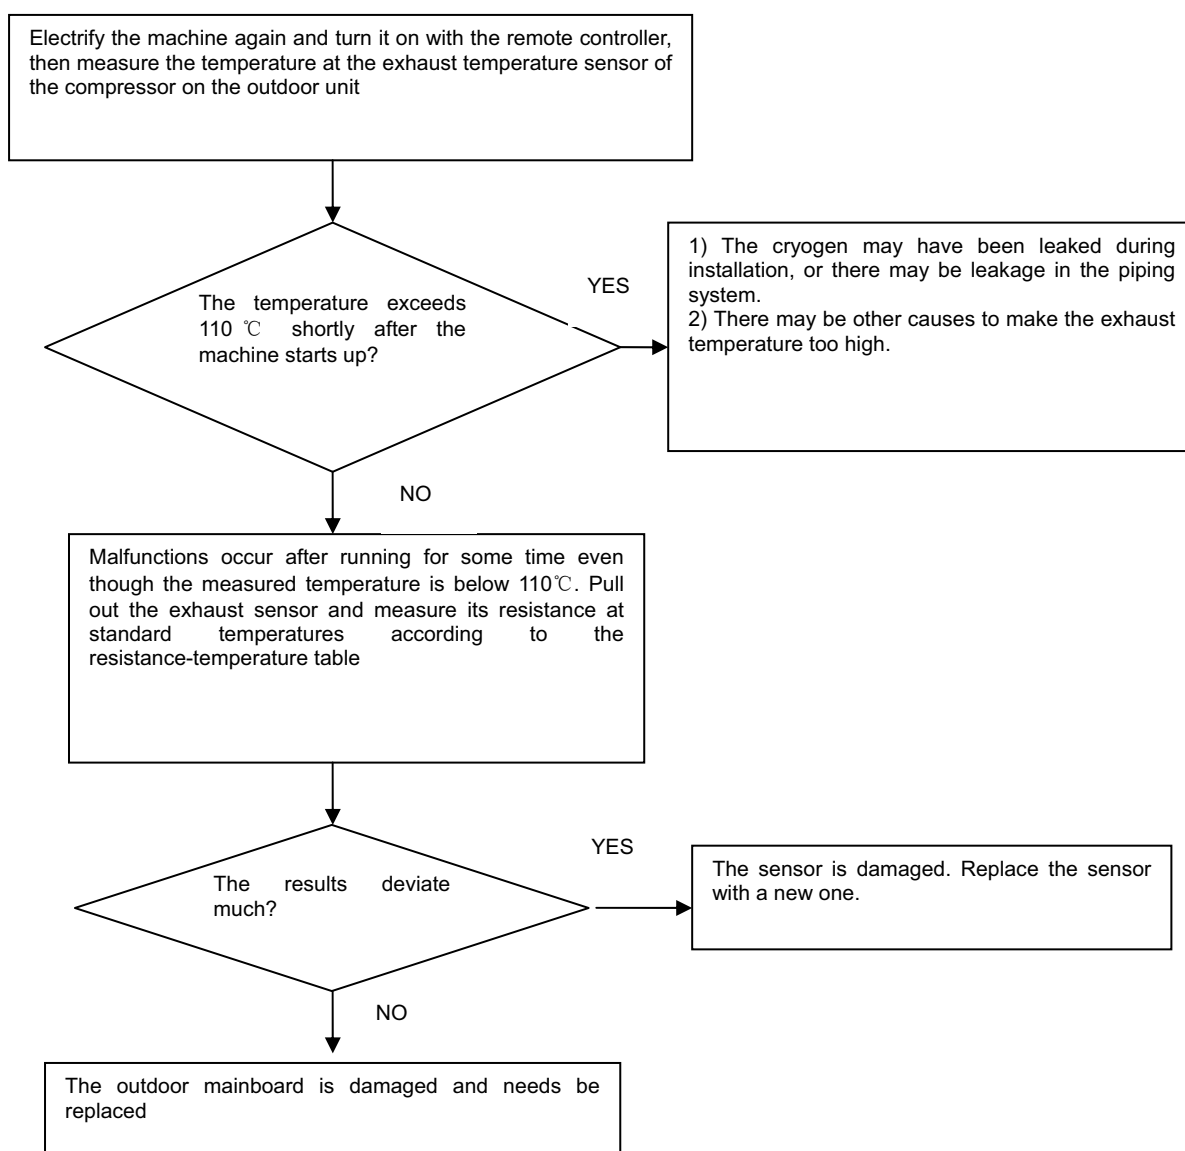 Electrify the machine again and turn it on with the remote controller,
then measure the temperature at the exhaust temperature sensor of
the compressor on the outdoor unit
The temperature exceeds
110 ℃ shortly after the
machine starts up?
YES
1) The cryogen may have been leaked during
installation, or there may be leakage in the piping
system.
2) There may be other causes to make the exhaust
temperature too high.
NO
Malfunctions occur after running for some time even
though the measured temperature is below 110℃. Pull
out the exhaust sensor and measure its resistance at
standard temperatures according to the
resistance-temperature table
The results deviate
much?
YES
The sensor is damaged. Replace the sensor
with a new one.
NO
The outdoor mainboard is damaged and needs be
replaced